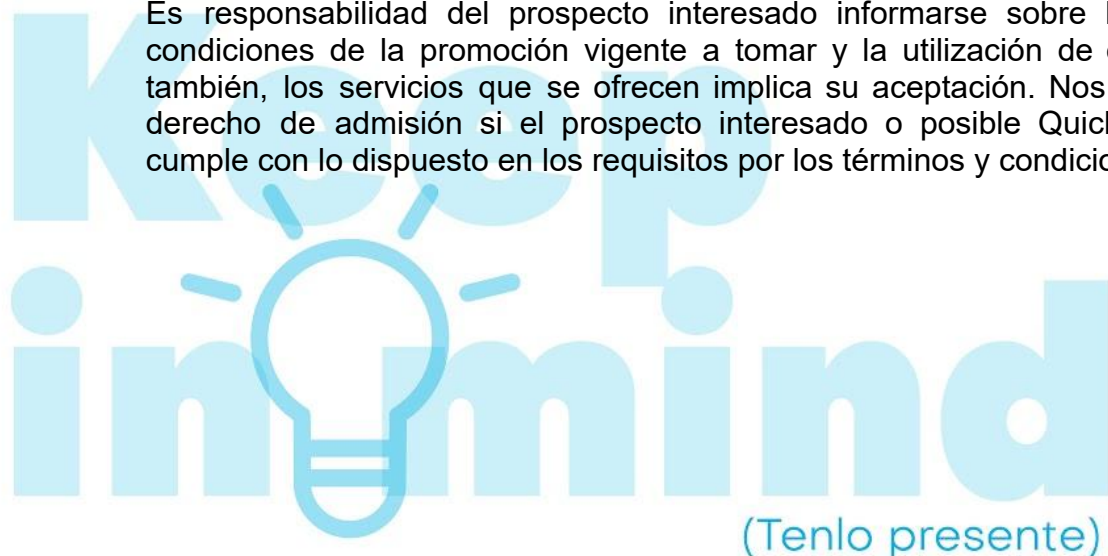 Es responsabilidad del prospecto interesado informarse sobre
condiciones de la promoción vigente a tomar y la utilización de
también, los servicios que se ofrecen implica su aceptación. Nos
derecho de admisión si el prospecto interesado o posible
cumple con lo dispuesto en los requisitos por los términos y
Keep
in mind
(Tenlo presente)